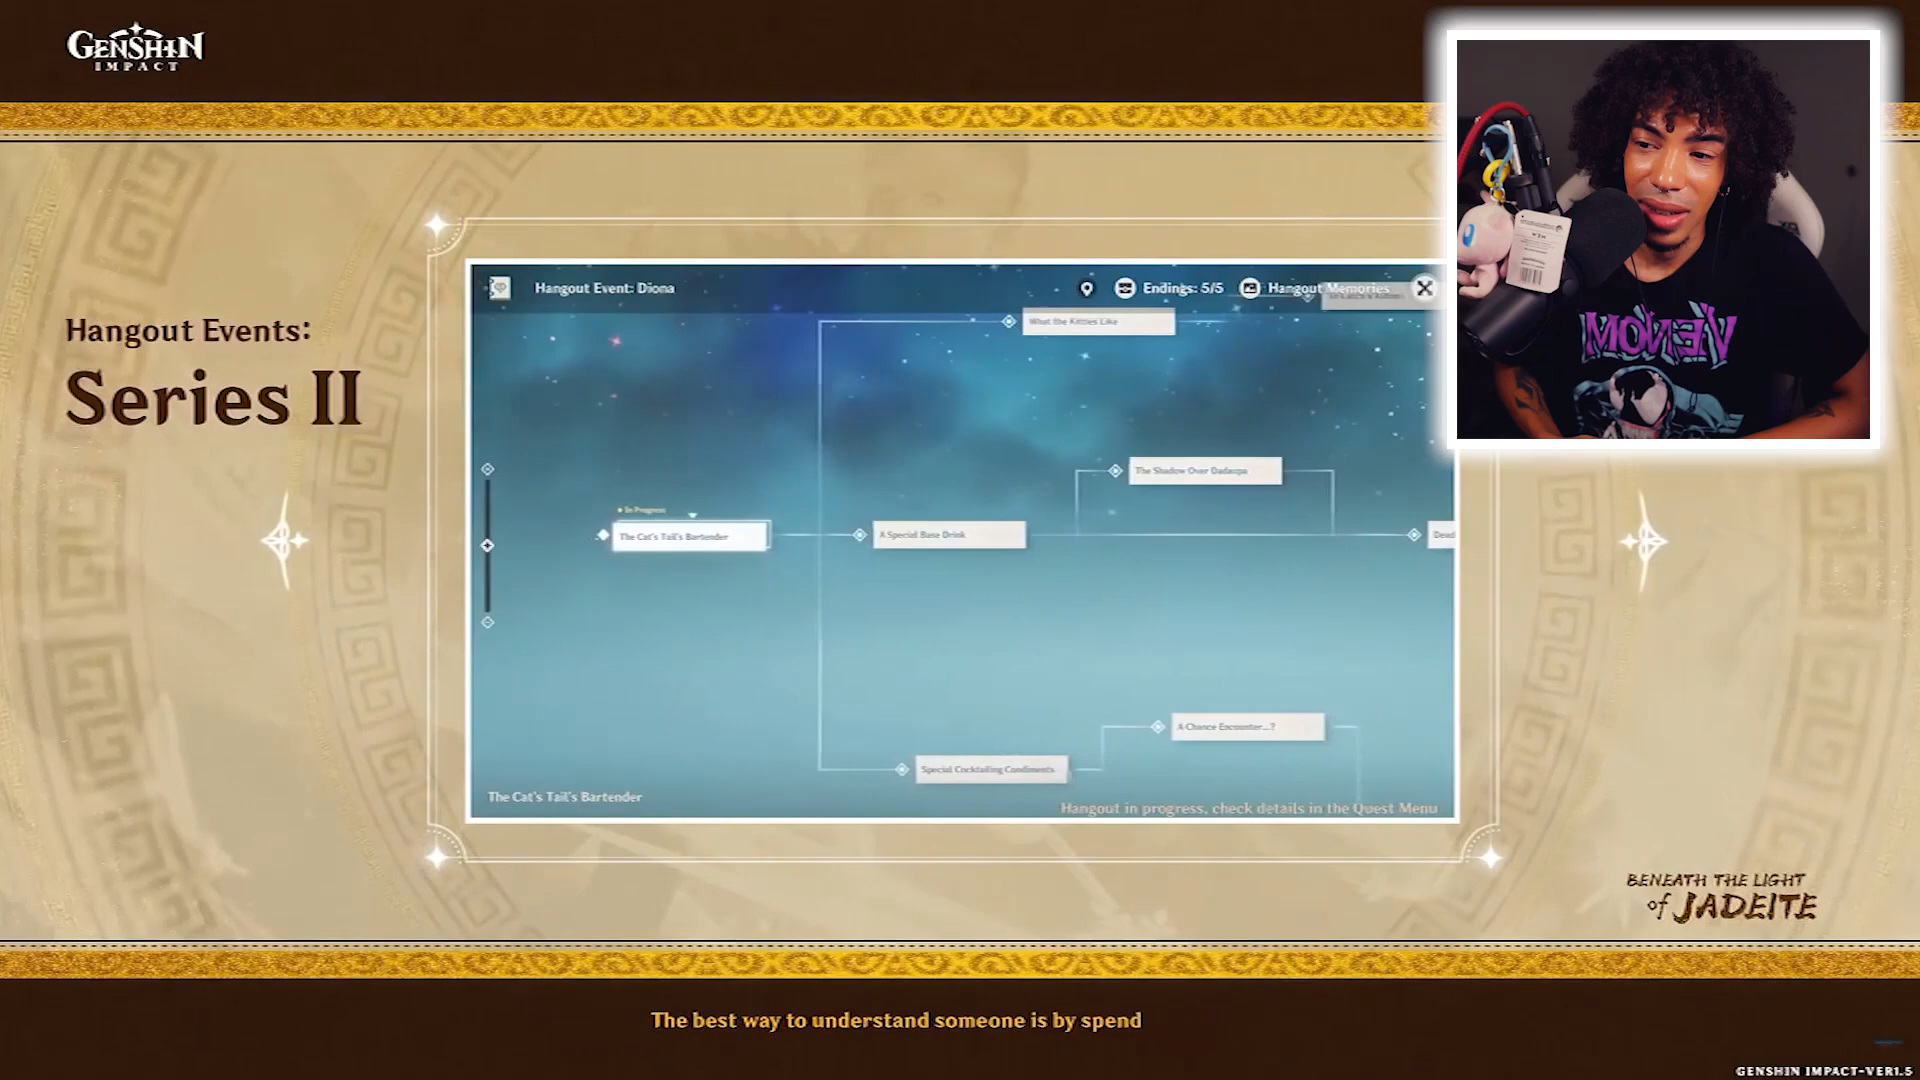 GENSHIN
IMPACT
Hangout Events:
Series II
Hangout Event: Diona
Endings: 5/5
Hangout Memories
What the Kitties Like
The Shadow Over Dadaupa
In Progress
The Cat's Tail's Bartender
A Special Base Drink
Dead
A Chance Encounter...?
Special Cocktailing Condiments
The Cat's Tail's Bartender
Hangout in progress, check details in the Quest Menu
VENOM
BENEATH THE LIGHT
of JADEITE
The best way to understand someone is by spend
GENSHIN IMPACT-VER1.5